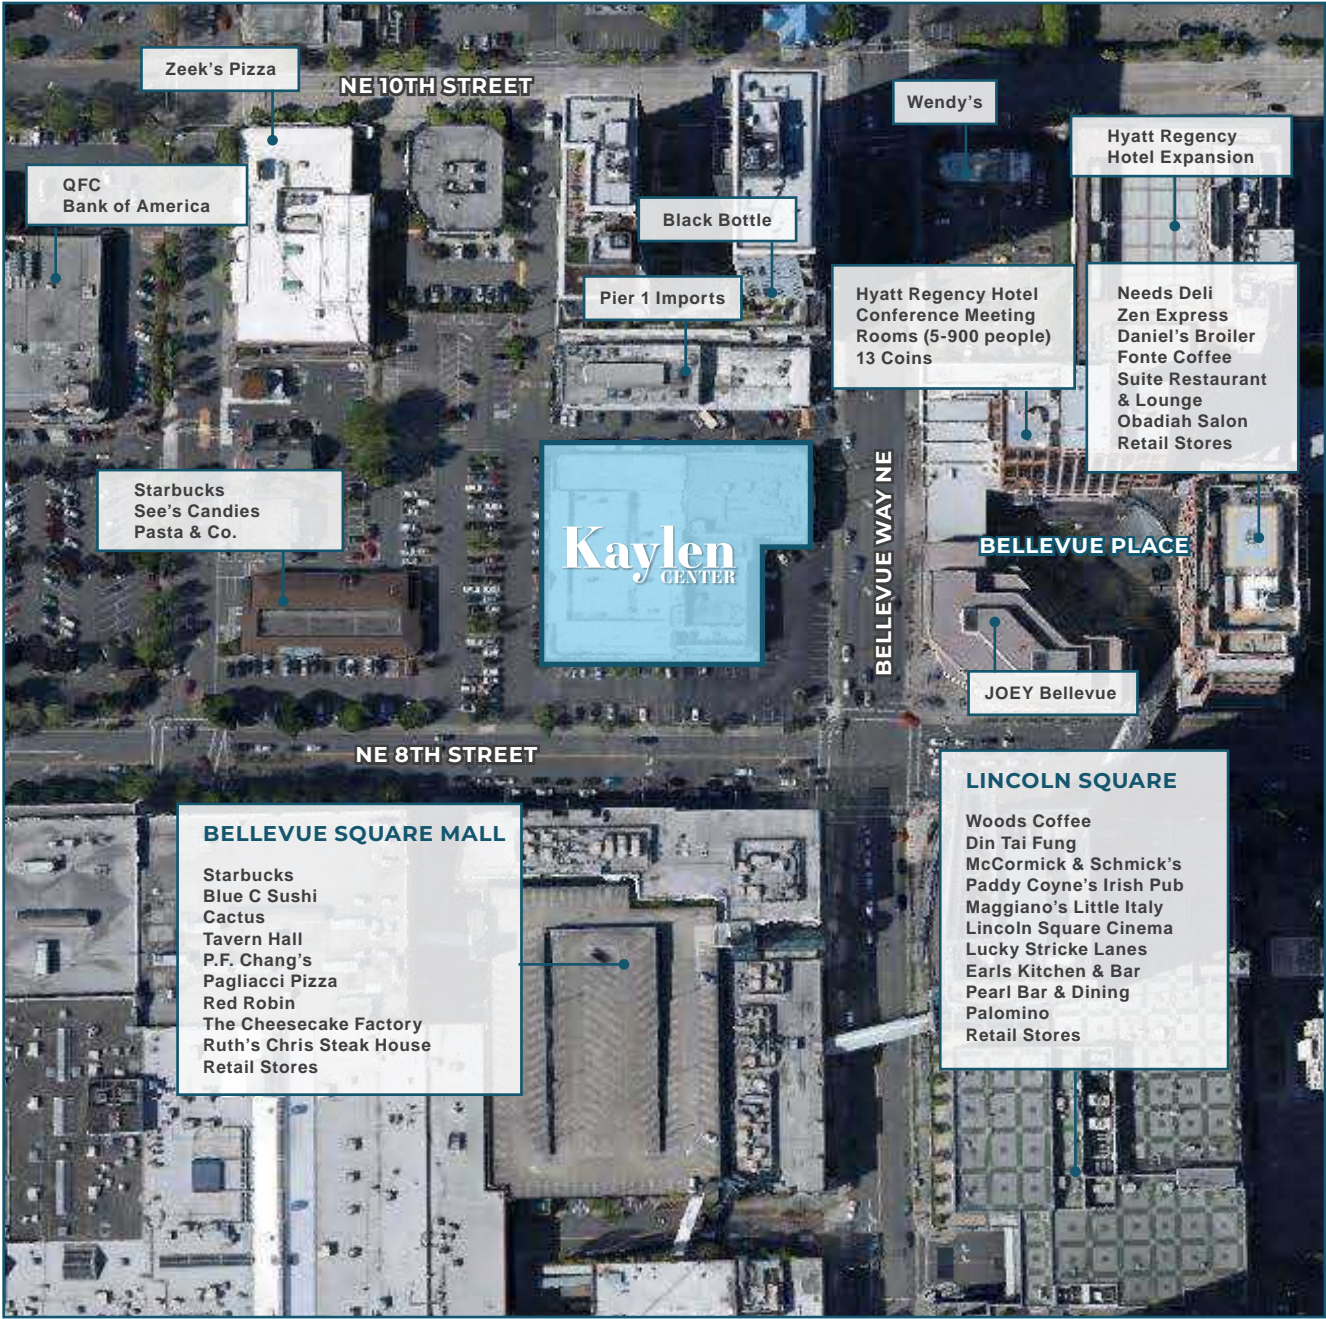 Zeek's Pizza
NE 10TH STREET
Wendy's
Hyatt Regency
Hotel Expansion
QFC
Bank of America
Black Bottle
Pier 1 Imports
Hyatt Regency Hotel
Conference Meeting
Rooms (5-900 people)
13 Coins
Needs Deli
Zen Express
Daniel's Broiler
Fonte Coffee
Suite Restaurant
& Lounge
Obadiah Salon
Retail Stores
Starbucks
See's Candies
Pasta & Co.
Kaylen
CENTER
BELLEVUE WAY NE
BELLEVUE PLACE
JOEY Bellevue
NE 8TH STREET
BELLEVUE SQUARE MALL
Starbucks
Blue C Sushi
Cactus
Tavern Hall
P.F. Chang's
Pagliacci Pizza
Red Robin
The Cheesecake Factory
Ruth's Chris Steak House
Retail Stores
LINCOLN SQUARE
Woods Coffee
Din Tai Fung
McCormick & Schmick's
Paddy Coyne's Irish Pub
Maggiano's Little Italy
Lincoln Square Cinema
Lucky Stricke Lanes
Earls Kitchen & Bar
Pearl Bar & Dining
Palomino
Retail Stores